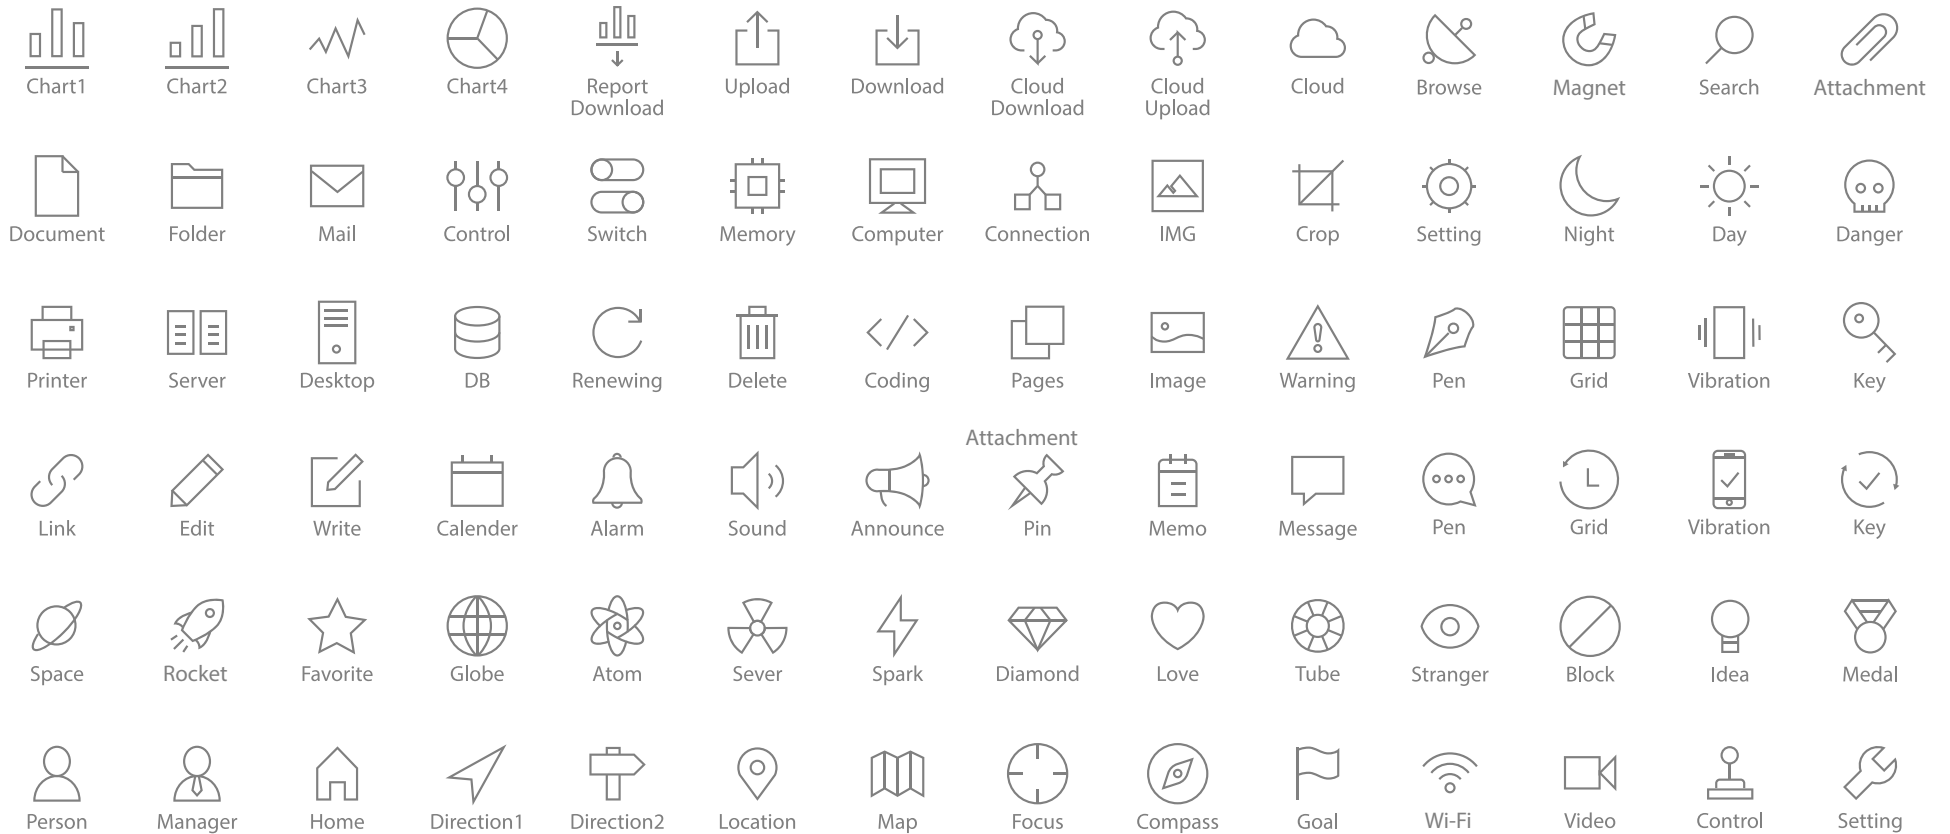 Chart1 Chart2 Chart3 Chart4 Report Download Upload Download Cloud Download Cloud Upload Cloud Browse Magnet Search Attachment
Document Folder Mail Control Switch Memory Computer Connection IMG Crop Setting Night Day Danger
Printer Server Desktop DB Renewing Delete Coding Pages Image Warning Pen Grid Vibration Key
Attachment
Link Edit Write Calender Alarm Sound Announce Pin Memo Message Pen Grid Vibration Key
Space Rocket Favorite Globe Atom Sever Spark Diamond Love Tube Stranger Block Idea Medal
Person Manager Home Direction1 Direction2 Location Map Focus Compass Goal Wi-Fi Video Control Setting